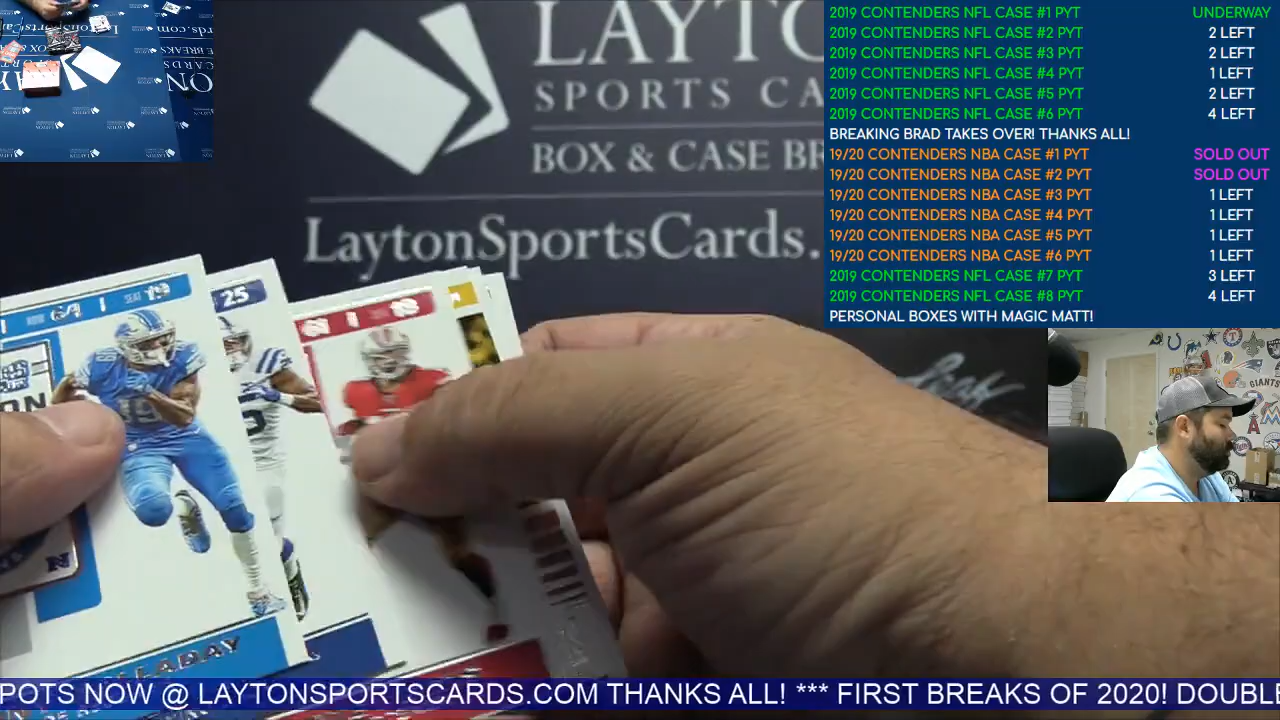 LAYTO
SPORTS CA
BOX & CASE BR
LaytonSportsCards.
2019 CONTENDERS NFL CASE #1 PYT UNDERWAY
2019 CONTENDERS NFL CASE #2 PYT 2 LEFT
2019 CONTENDERS NFL CASE #3 PYT 2 LEFT
2019 CONTENDERS NFL CASE #4 PYT 1 LEFT
2019 CONTENDERS NFL CASE #5 PYT 2 LEFT
2019 CONTENDERS NFL CASE #6 PYT 4 LEFT
BREAKING BRAD TAKES OVER! THANKS ALL!
19/20 CONTENDERS NBA CASE #1 PYT SOLD OUT
19/20 CONTENDERS NBA CASE #2 PYT SOLD OUT
19/20 CONTENDERS NBA CASE #3 PYT 1 LEFT
19/20 CONTENDERS NBA CASE #4 PYT 1 LEFT
19/20 CONTENDERS NBA CASE #5 PYT 1 LEFT
19/20 CONTENDERS NBA CASE #6 PYT 1 LEFT
2019 CONTENDERS NFL CASE #7 PYT 3 LEFT
2019 CONTENDERS NFL CASE #8 PYT 4 LEFT
PERSONAL BOXES WITH MAGIC MATT!
SEAT 19
25
19
GIANTS
LLADAY
POTS NOW @ LAYTONSPORTSCARDS.COM THANKS ALL! *** FIRST BREAKS OF 2020! DOUBLE